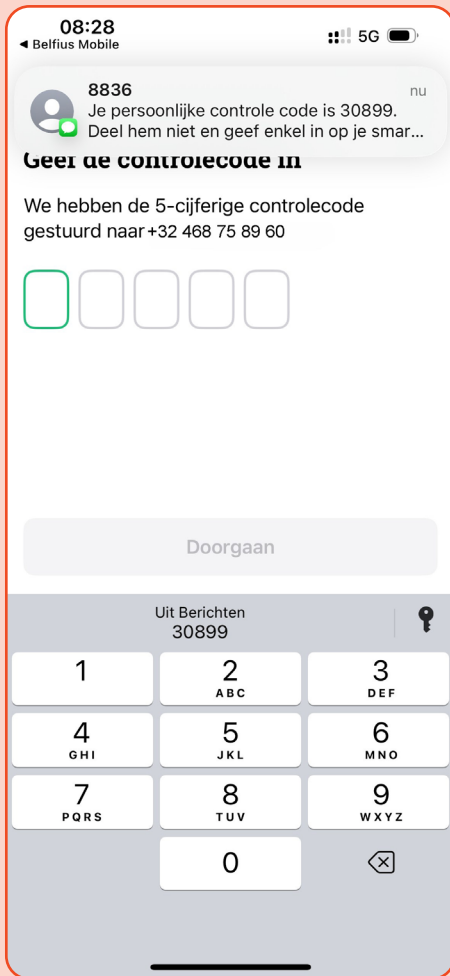 08:28
5G
◀ Belfius Mobile
8836
nu
Je persoonlijke controle code is 30899.
Deel hem niet en geef enkel in op je smar...
Geef de controlecode in
We hebben de 5-cijferige controlecode
gestuurd naar +32 468 75 89 60
Doorgaan
Uit Berichten
30899
1
2
ABC
3
DEF
4
GHI
5
JKL
6
MNO
7
PQRS
8
TUV
9
WXYZ
0